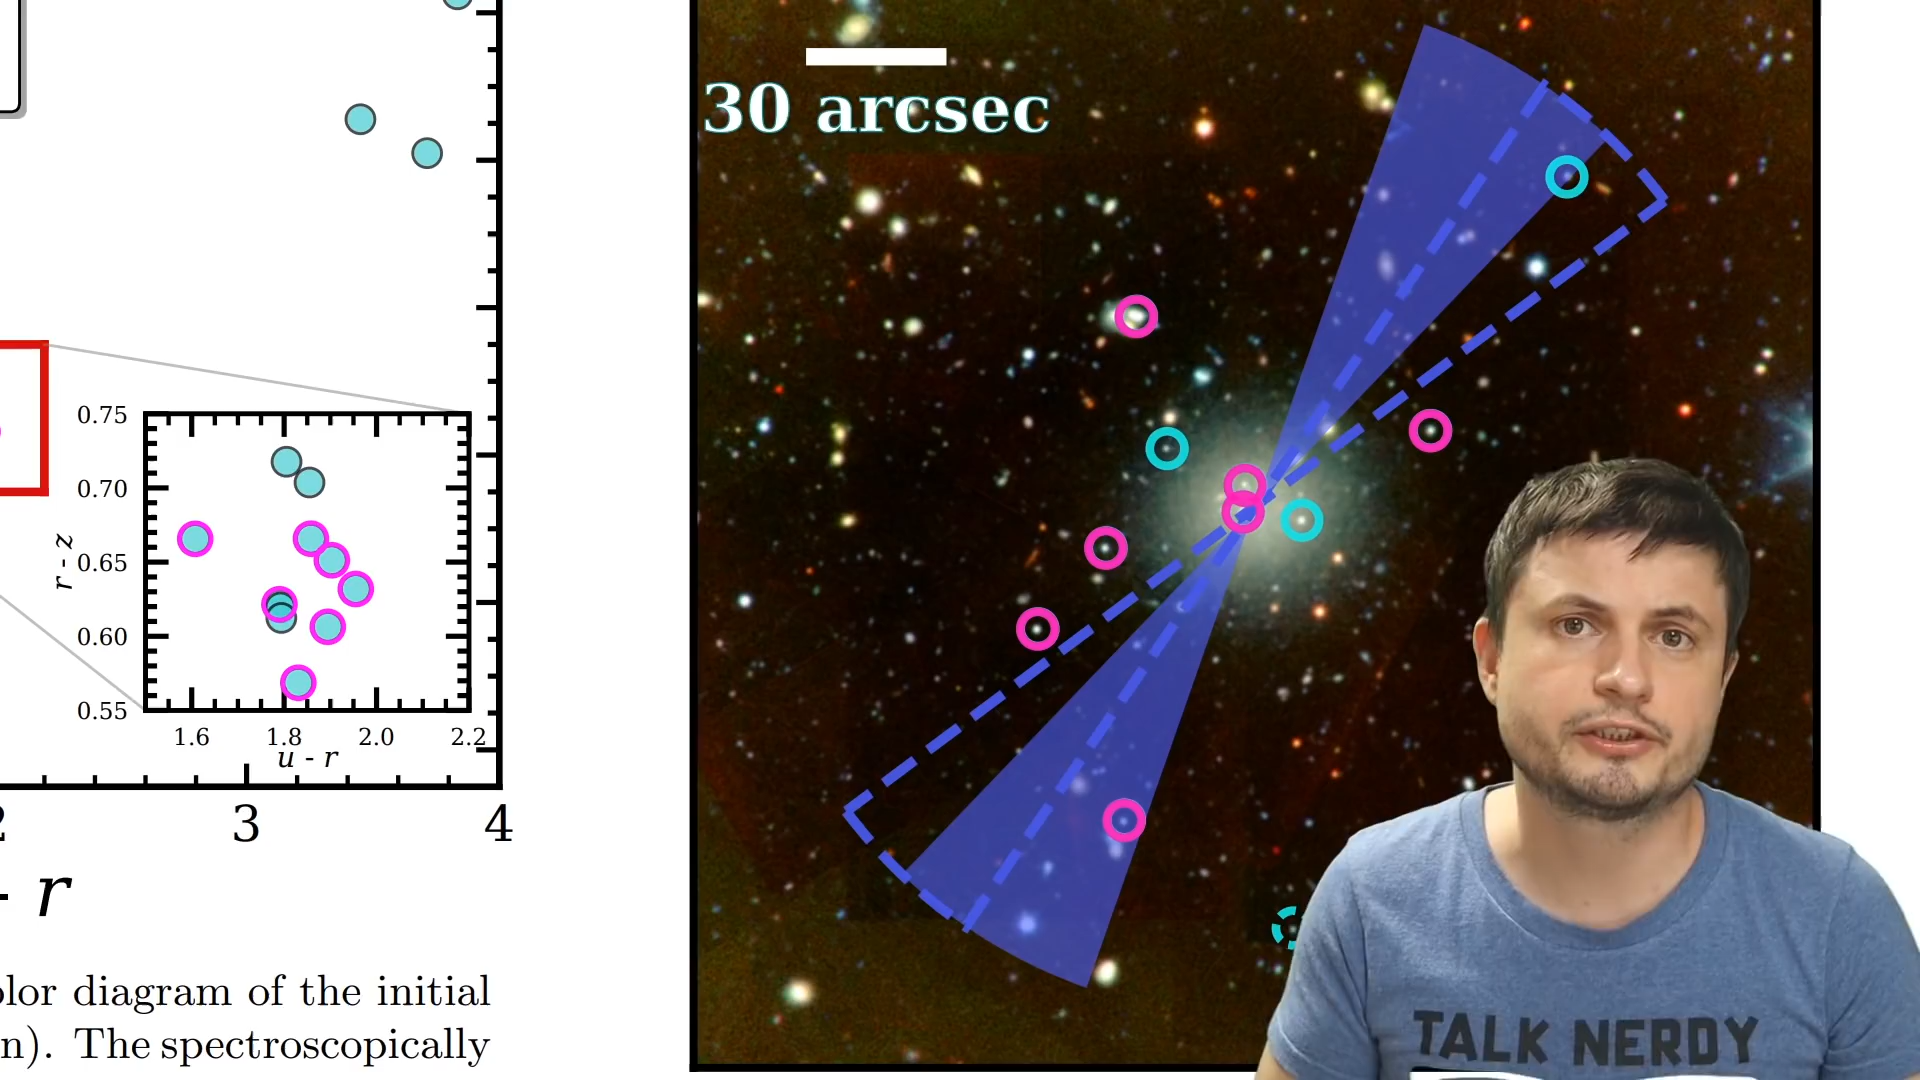 30 arcsec
0.75
0.70
0.65
0.60
0.55
r - z
1.6 1.8 2.0 2.2
u - r
3 4
- r
olor diagram of the initial
n). The spectroscopically
TALK NERDY